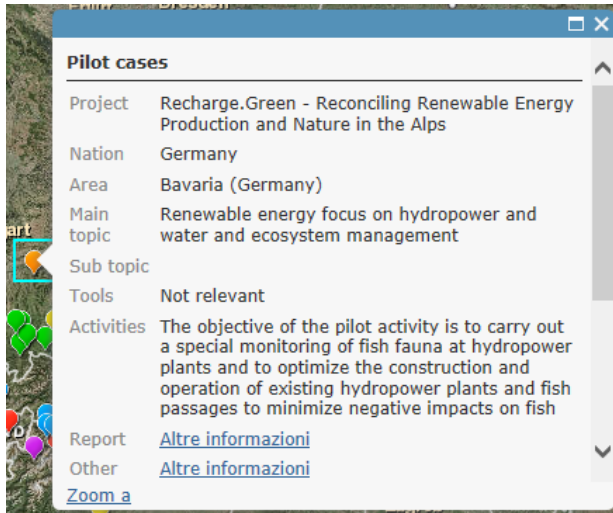 Pilot cases
Project Recharge.Green - Reconciling Renewable Energy
Production and Nature in the Alps
Nation Germany
Area Bavaria (Germany)
Main Renewable energy focus on hydropower and
topic water and ecosystem management
Sub topic
Tools Not relevant
Activities The objective of the pilot activity is to carry out
a special monitoring of fish fauna at hydropower
plants and to optimize the construction and
operation of existing hydropower plants and fish
passages to minimize negative impacts on fish
Report Altre informazioni
Other Altre informazioni
Zoom a
art